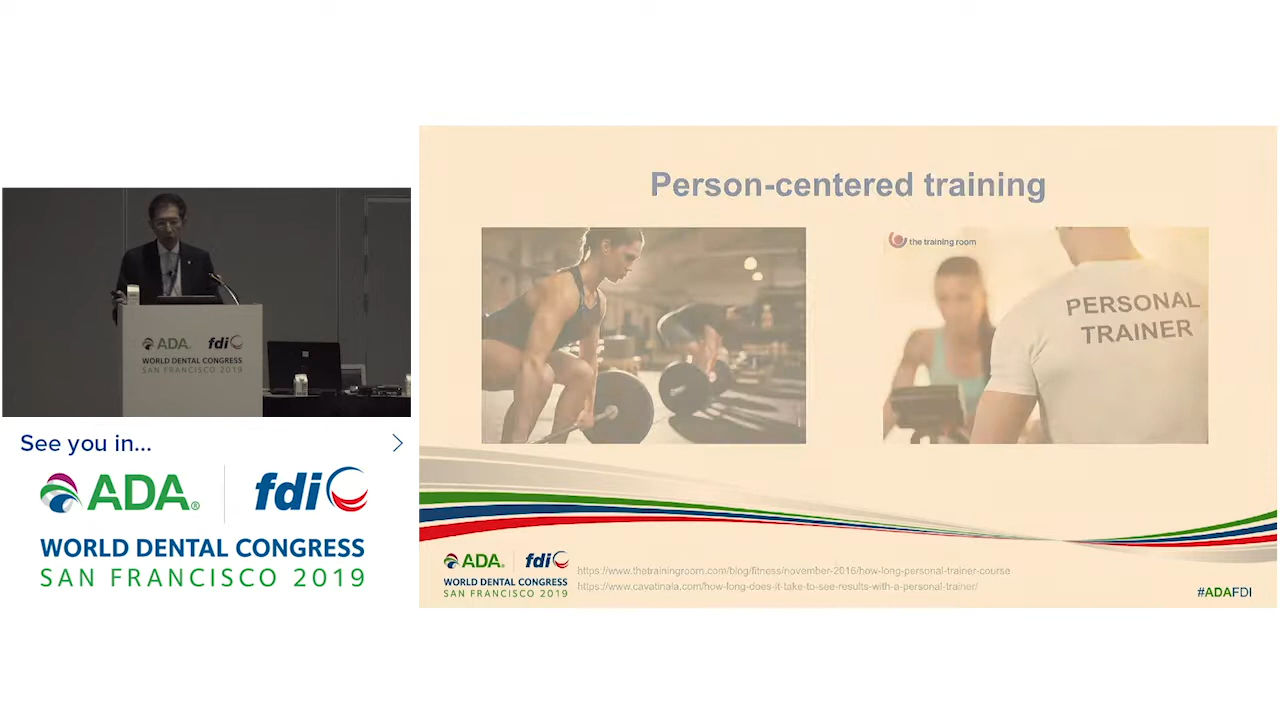 ADA.
fdi
WORLD DENTAL CONGRESS
SAN FRANCISCO 2019
See you in...
ADA®
fdi
WORLD DENTAL CONGRESS
SAN FRANCISCO 2019
Person-centered training
the training room
PERSONAL
TRAINER
ADA.
fdi
WORLD DENTAL CONGRESS
SAN FRANCISCO 2019
https://www.thetrainingroom.com/blog/fitness/november-2016/how-long-personal-trainer-course
https://www.cavatinala.com/how-long-does-it-take-to-see-results-with-a-personal-trainer/
#ADAFDI